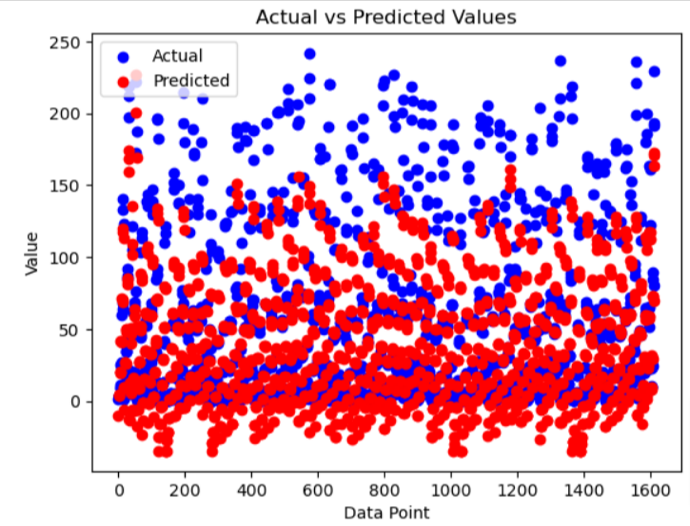 Actual vs Predicted Values
Actual
Predicted
250
200
150
100
50
0
Value
0 200 400 600 800 1000 1200 1400 1600
Data Point